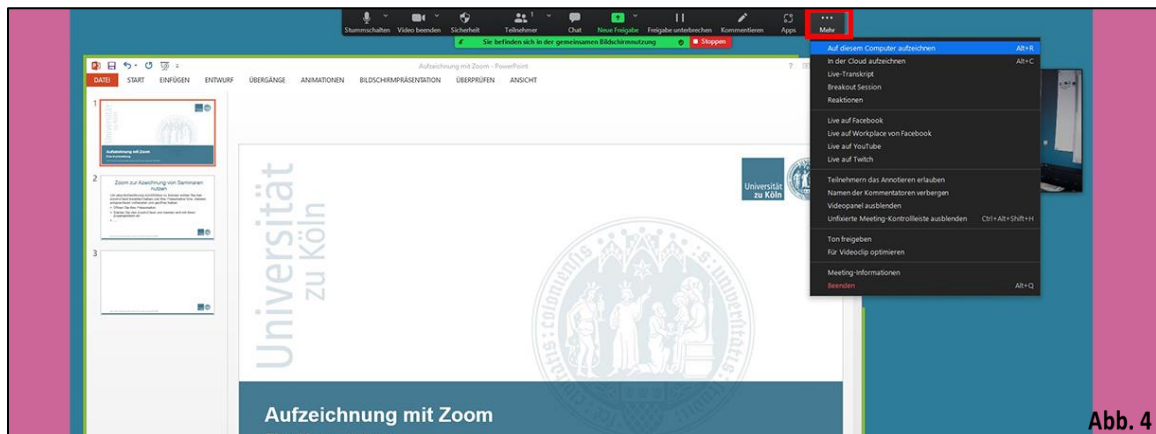 1
Stummschalten Video beenden Sicherheit Teilnehmer Chat Neue Freigabe Freigabe unterbrechen Kommentieren Apps Mehr
Sie befinden sich in der gemeinsamen Bildschirmnutzung Stoppen
Aufzeichnung mit Zoom - PowerPoint
?
DATEI START EINFÜGEN ENTWURF ÜBERGÄNGE ANIMATIONEN BILDSCHIRMPRÄSENTATION ÜBERPRÜFEN ANSICHT
Auf diesem Computer aufzeichnen Alt+R
In der Cloud aufzeichnen Alt+C
Live-Transkript
Breakout Session
Reaktionen
Live auf Facebook
Live auf Workplace von Facebook
Live auf YouTube
Live auf Twitch
Teilnehmern das Annotieren erlauben
Namen der Kommentatoren verbergen
Videopanel ausblenden
Unfixierte Meeting-Kontrollleiste ausblenden Ctrl+Alt+Shift+H
Ton freigeben
Für Videoclip optimieren
Meeting-Informationen
Beenden Alt+Q
1
Aufzeichnung mit Zoom
2
Zoom zur Azeichnung von Seminaren
nutzen
3
Universität
zu Köln
Universität
zu Köln
Aufzeichnung mit Zoom
Abb. 4